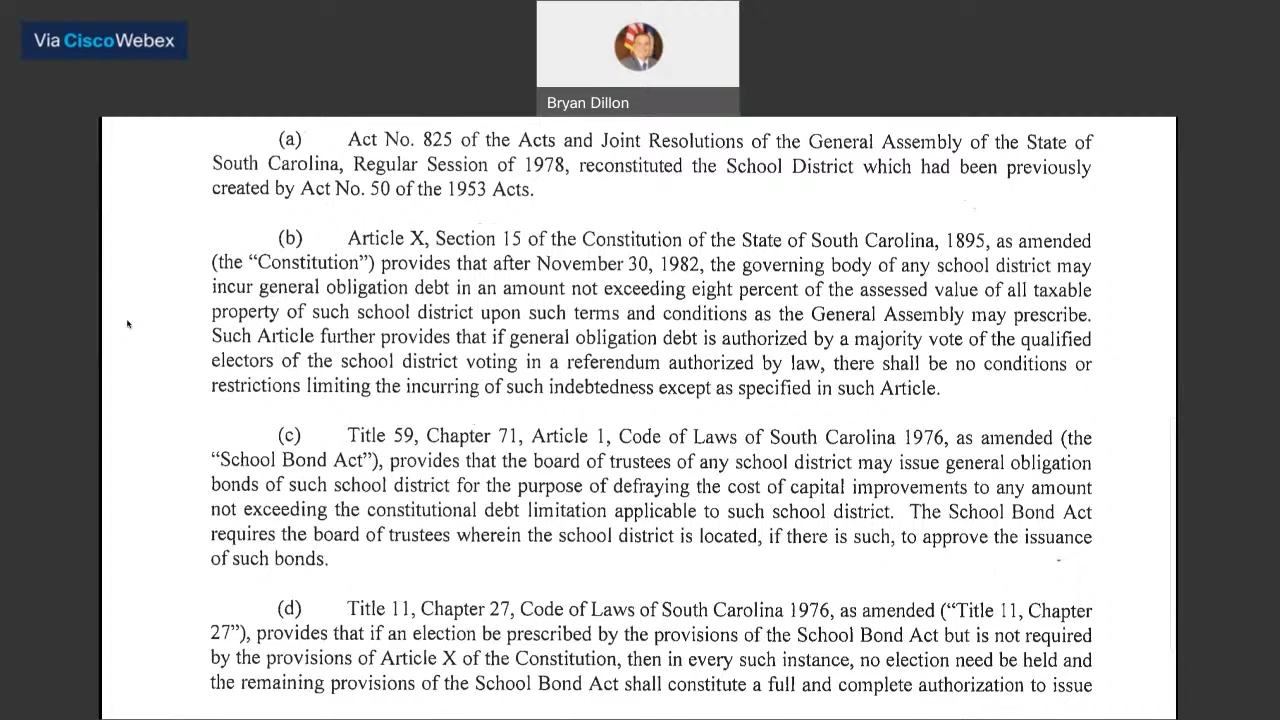 Via Cisco Webex
Bryan Dillon
(a) Act No. 825 of the Acts and Joint Resolutions of the General Assembly of the State of
South Carolina, Regular Session of 1978, reconstituted the School District which had been previously
created by Act No. 50 of the 1953 Acts.
(b) Article X, Section 15 of the Constitution of the State of South Carolina, 1895, as amended
(the “Constitution”) provides that after November 30, 1982, the governing body of any school district may
incur general obligation debt in an amount not exceeding eight percent of the assessed value of all taxable
property of such school district upon such terms and conditions as the General Assembly may prescribe.
Such Article further provides that if general obligation debt is authorized by a majority vote of the qualified
electors of the school district voting in a referendum authorized by law, there shall be no conditions or
restrictions limiting the incurring of such indebtedness except as specified in such Article.
(c) Title 59, Chapter 71, Article 1, Code of Laws of South Carolina 1976, as amended (the
“School Bond Act”), provides that the board of trustees of any school district may issue general obligation
bonds of such school district for the purpose of defraying the cost of capital improvements to any amount
not exceeding the constitutional debt limitation applicable to such school district. The School Bond Act
requires the board of trustees wherein the school district is located, if there is such, to approve the issuance
of such bonds.
(d) Title 11, Chapter 27, Code of Laws of South Carolina 1976, as amended (“Title 11, Chapter
27”), provides that if an election be prescribed by the provisions of the School Bond Act but is not required
by the provisions of Article X of the Constitution, then in every such instance, no election need be held and
the remaining provisions of the School Bond Act shall constitute a full and complete authorization to issue